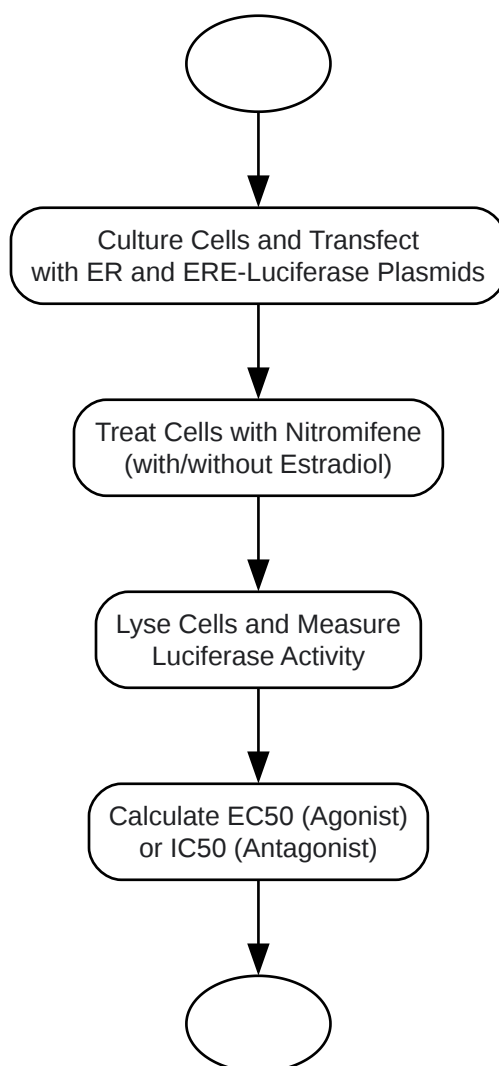 Culture Cells and Transfect
with ER and ERE-Luciferase Plasmids
Treat Cells with Nitromifene
(with/without Estradiol)
Lyse Cells and Measure
Luciferase Activity
Calculate EC50 (Agonist)
or IC50 (Antagonist)